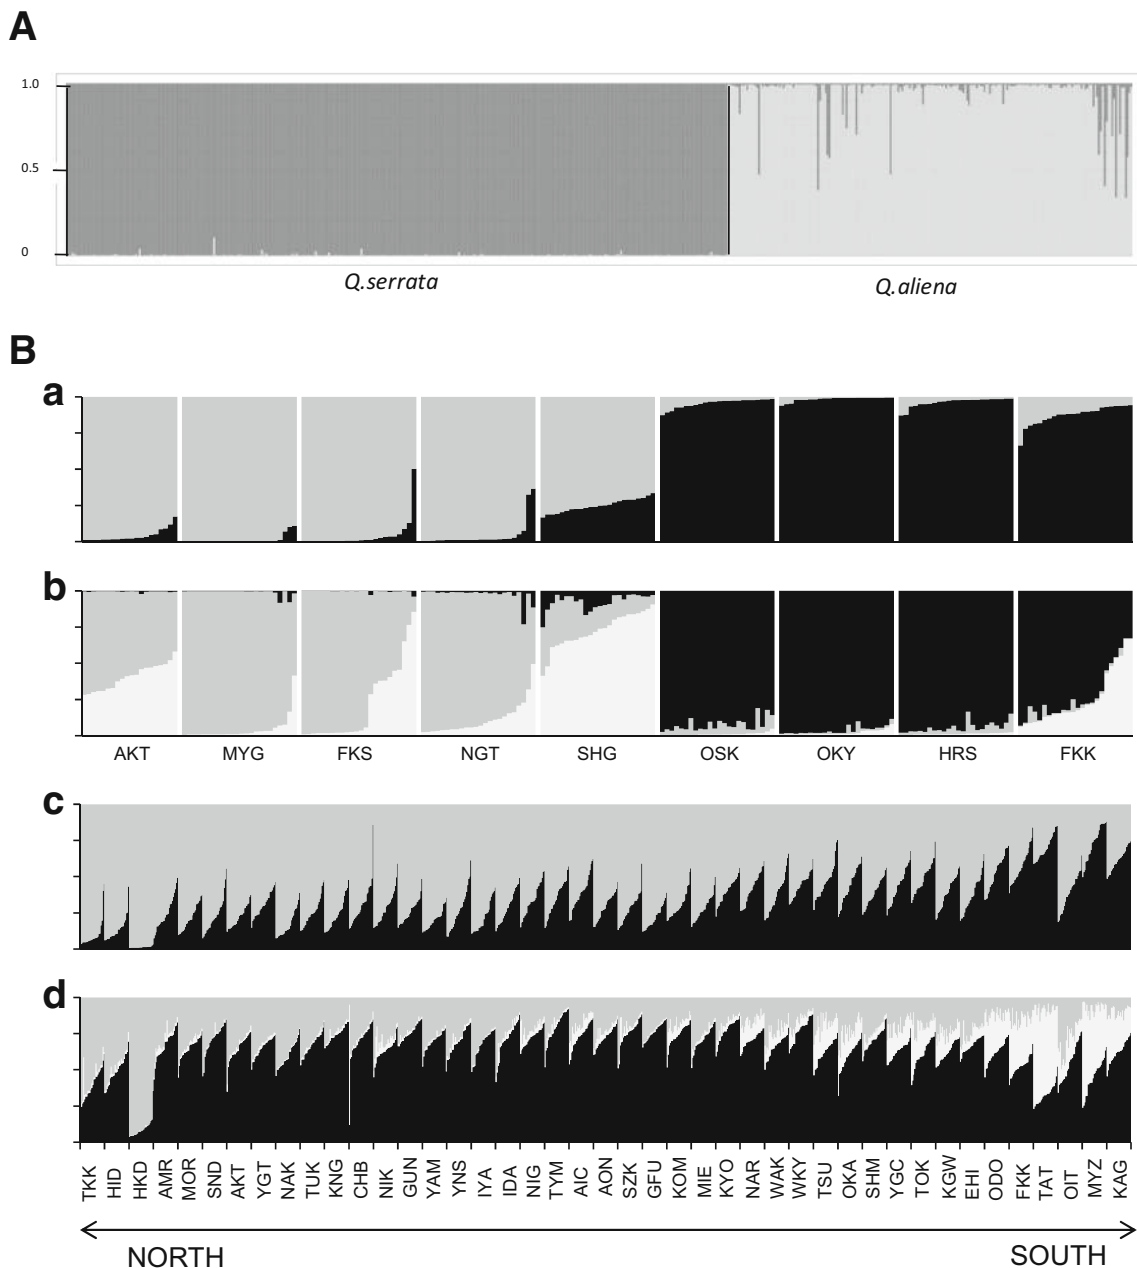 A
1.0
0.5
0
Q.serrata
Q.aliena
B
a
b
AKT MYG FKS NGT SHG OSK OKY HRS FKK
c
d
TKK HID HKD AMR MOR SND AKT YGT NAK TUK KNG CHB NIK GUN YAM YNS IYA IDA NIG TYM AIC AON SZK GFU KOM MIE KYO NAR WAK WKY TSU OKA SHM YGC TOK KGW EHI ODO FKK TAT OIT MYZ KAG
NORTH SOUTH